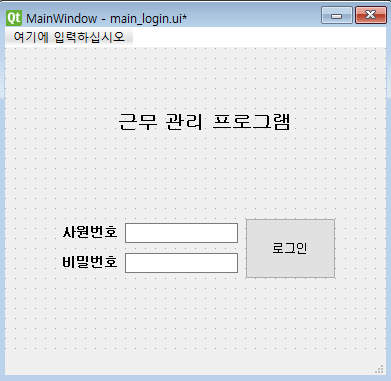 Qt MainWindow - main_login.ui*
여기에 입력하십시오
근무 관리 프로그램
사원번호
비밀번호
로그인